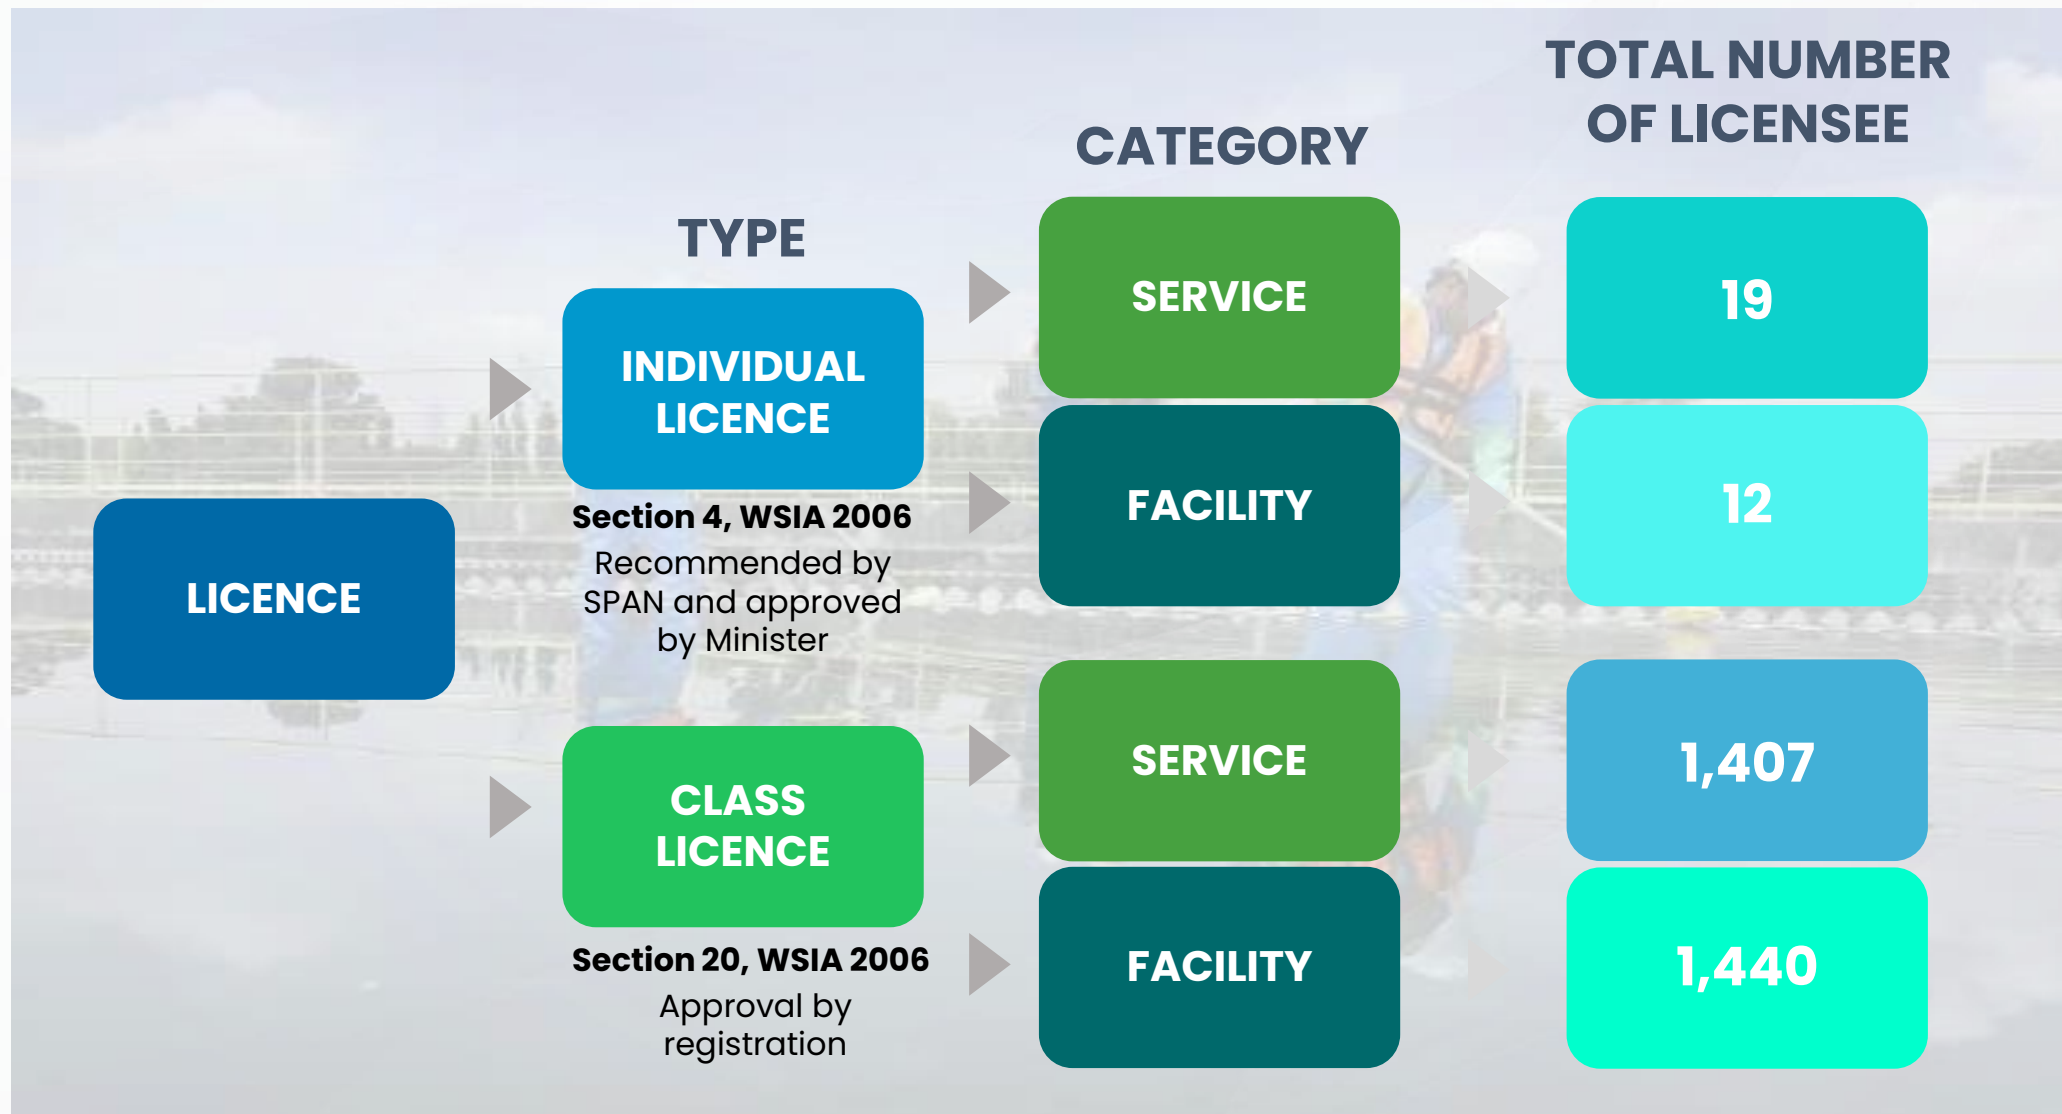 TOTAL NUMBER
OF LICENSEE
CATEGORY
TYPE
LICENCE
INDIVIDUAL
LICENCE
Section 4, WSIA 2006
Recommended by
SPAN and approved
by Minister
SERVICE
19
FACILITY
12
CLASS
LICENCE
Section 20, WSIA 2006
Approval by
registration
SERVICE
1,407
FACILITY
1,440